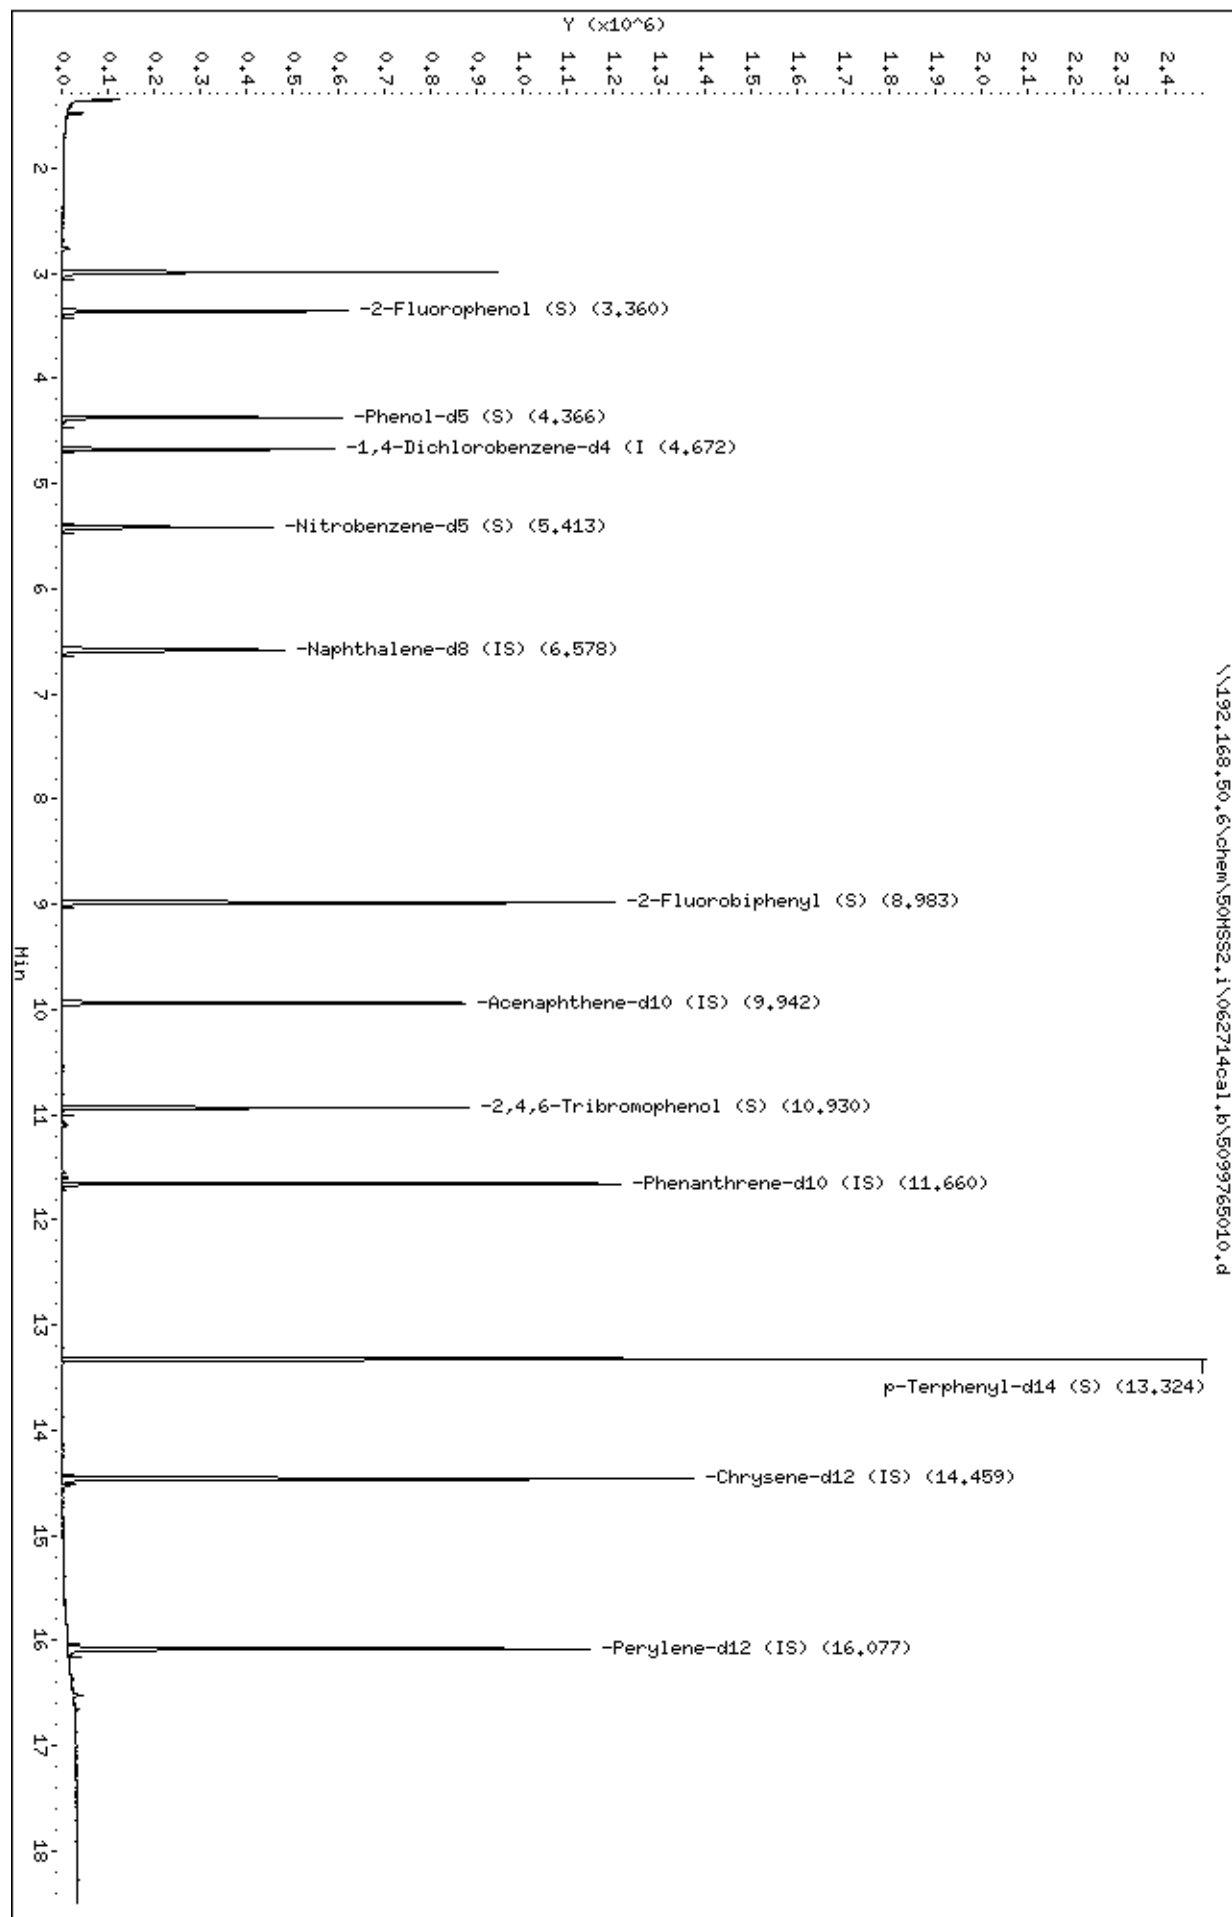 Y (x10^6)
0.0
0.1
0.2
0.3
0.4
0.5
0.6
0.7
0.8
0.9
1.0
1.1
1.2
1.3
1.4
1.5
1.6
1.7
1.8
1.9
2.0
2.1
2.2
2.3
2.4
2
3
-2-Fluorophenol (S) (3.360)
4
-Phenol-d5 (S) (4.366)
-1,4-Dichlorobenzene-d4 (I (4.672)
5
-Nitrobenzene-d5 (S) (5.413)
6
-Naphthalene-d8 (IS) (6.578)
7
8
-2-Fluorobiphenyl (S) (8.983)
9
-Acenaphthene-d10 (IS) (9.942)
10
-2,4,6-Tribromophenol (S) (10.930)
11
-Phenanthrene-d10 (IS) (11.660)
12
13
p-Terphenyl-d14 (S) (13.324)
14
-Chrysene-d12 (IS) (14.459)
15
16
-Perylene-d12 (IS) (16.077)
17
18
Min
\\192.168.50.6\chem\50MSS2.i\062714cal.b\5099765010.d